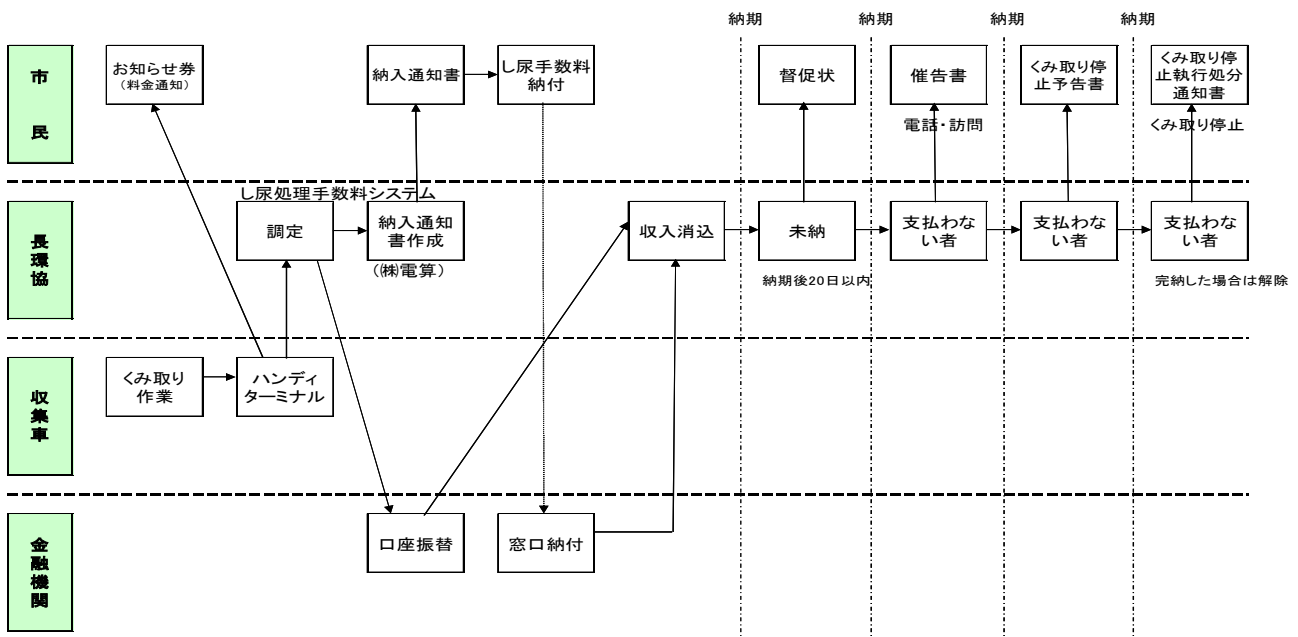 納期
納期
納期
納期
市民
お知らせ券
(料金通知)
納入通知書
し尿手数料
納付
督促状
催告書
電話・訪問
くみ取り停
止予告書
くみ取り停
止執行処分
通知書
くみ取り停止
長環協
し尿処理手数料システム
調定
納入通知
書作成
(㈱電算)
収入消込
未納
納期後20日以内
支払わな
い者
支払わな
い者
支払わな
い者
完納した場合は解除
収集車
くみ取り
作業
ハンディ
ターミナル
金融機関
口座振替
窓口納付